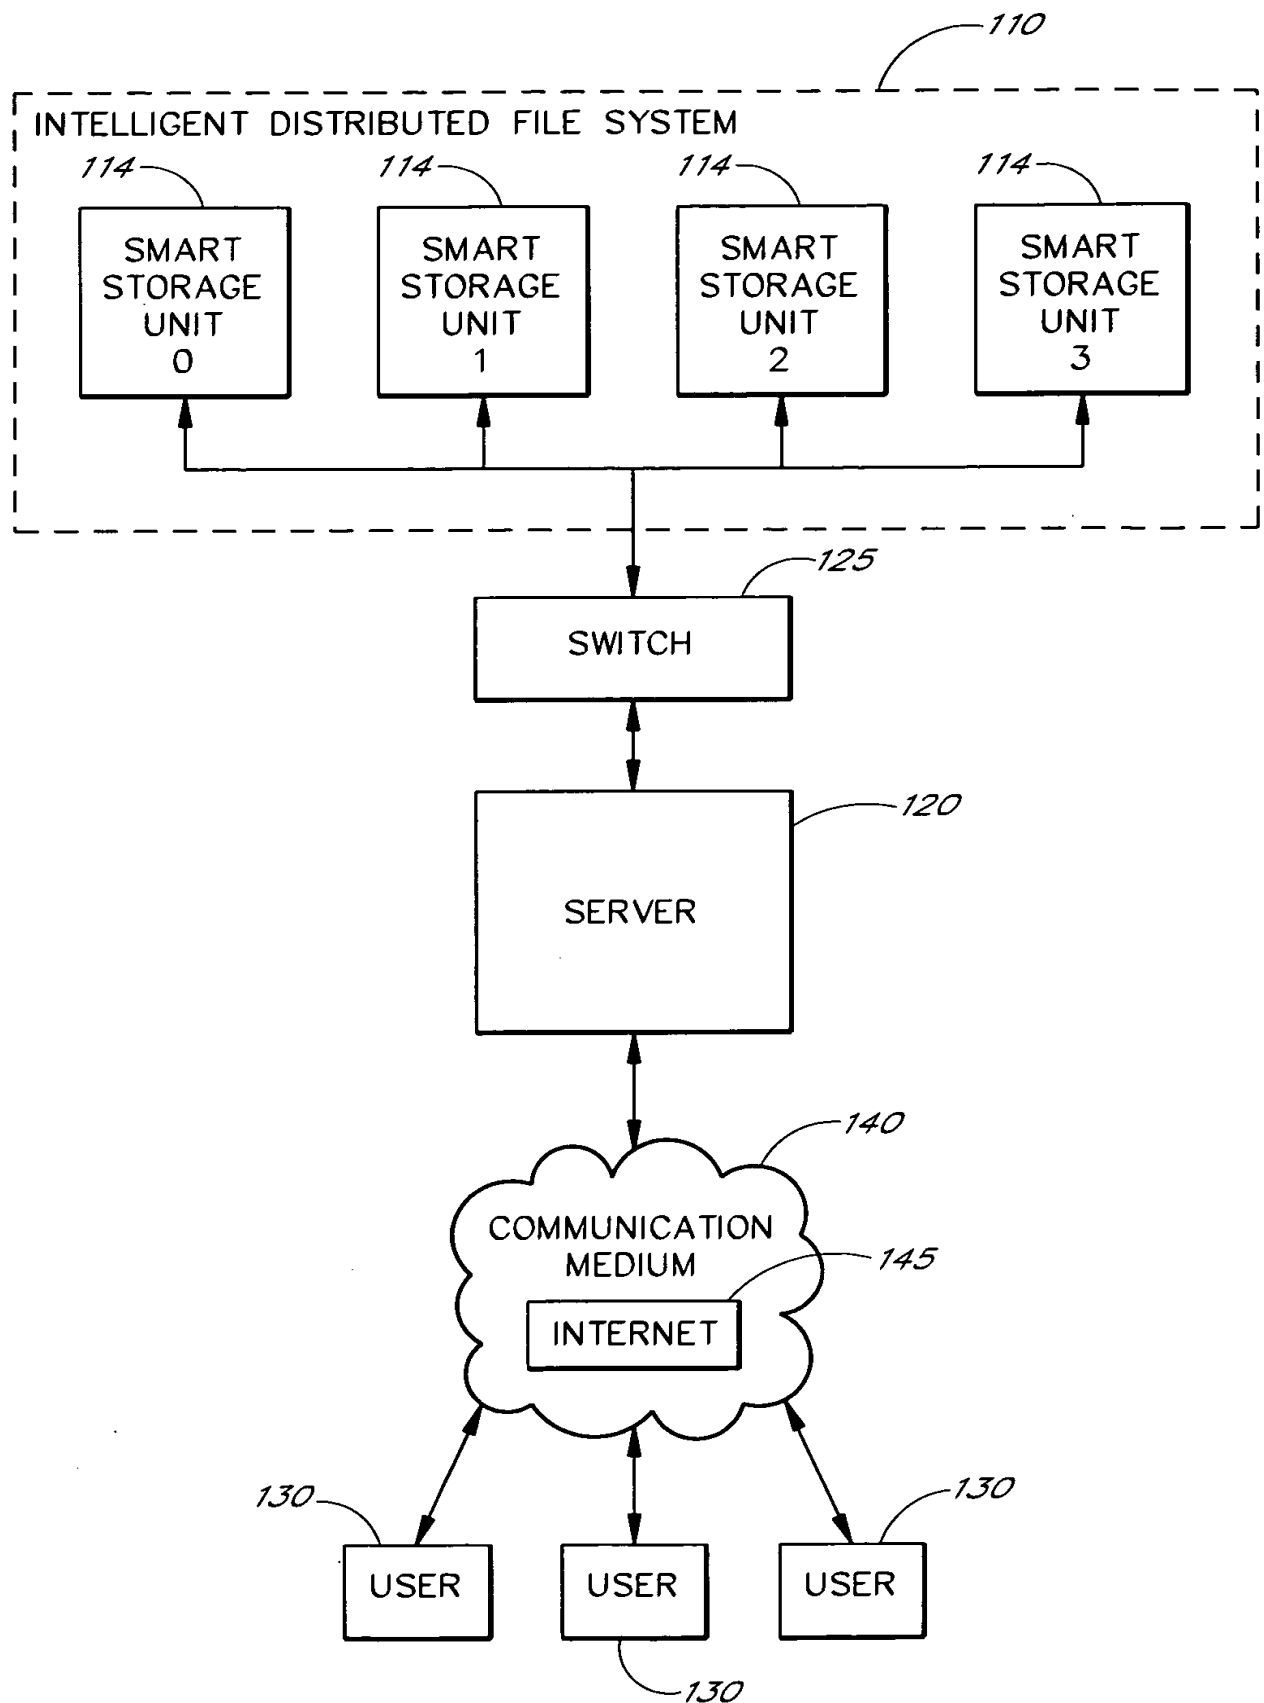 110
INTELLIGENT DISTRIBUTED FILE SYSTEM
114
114
114
114
SMART
STORAGE
UNIT
0
SMART
STORAGE
UNIT
1
SMART
STORAGE
UNIT
2
SMART
STORAGE
UNIT
3
125
SWITCH
120
SERVER
140
COMMUNICATION
MEDIUM
145
INTERNET
130
130
USER
USER
USER
130